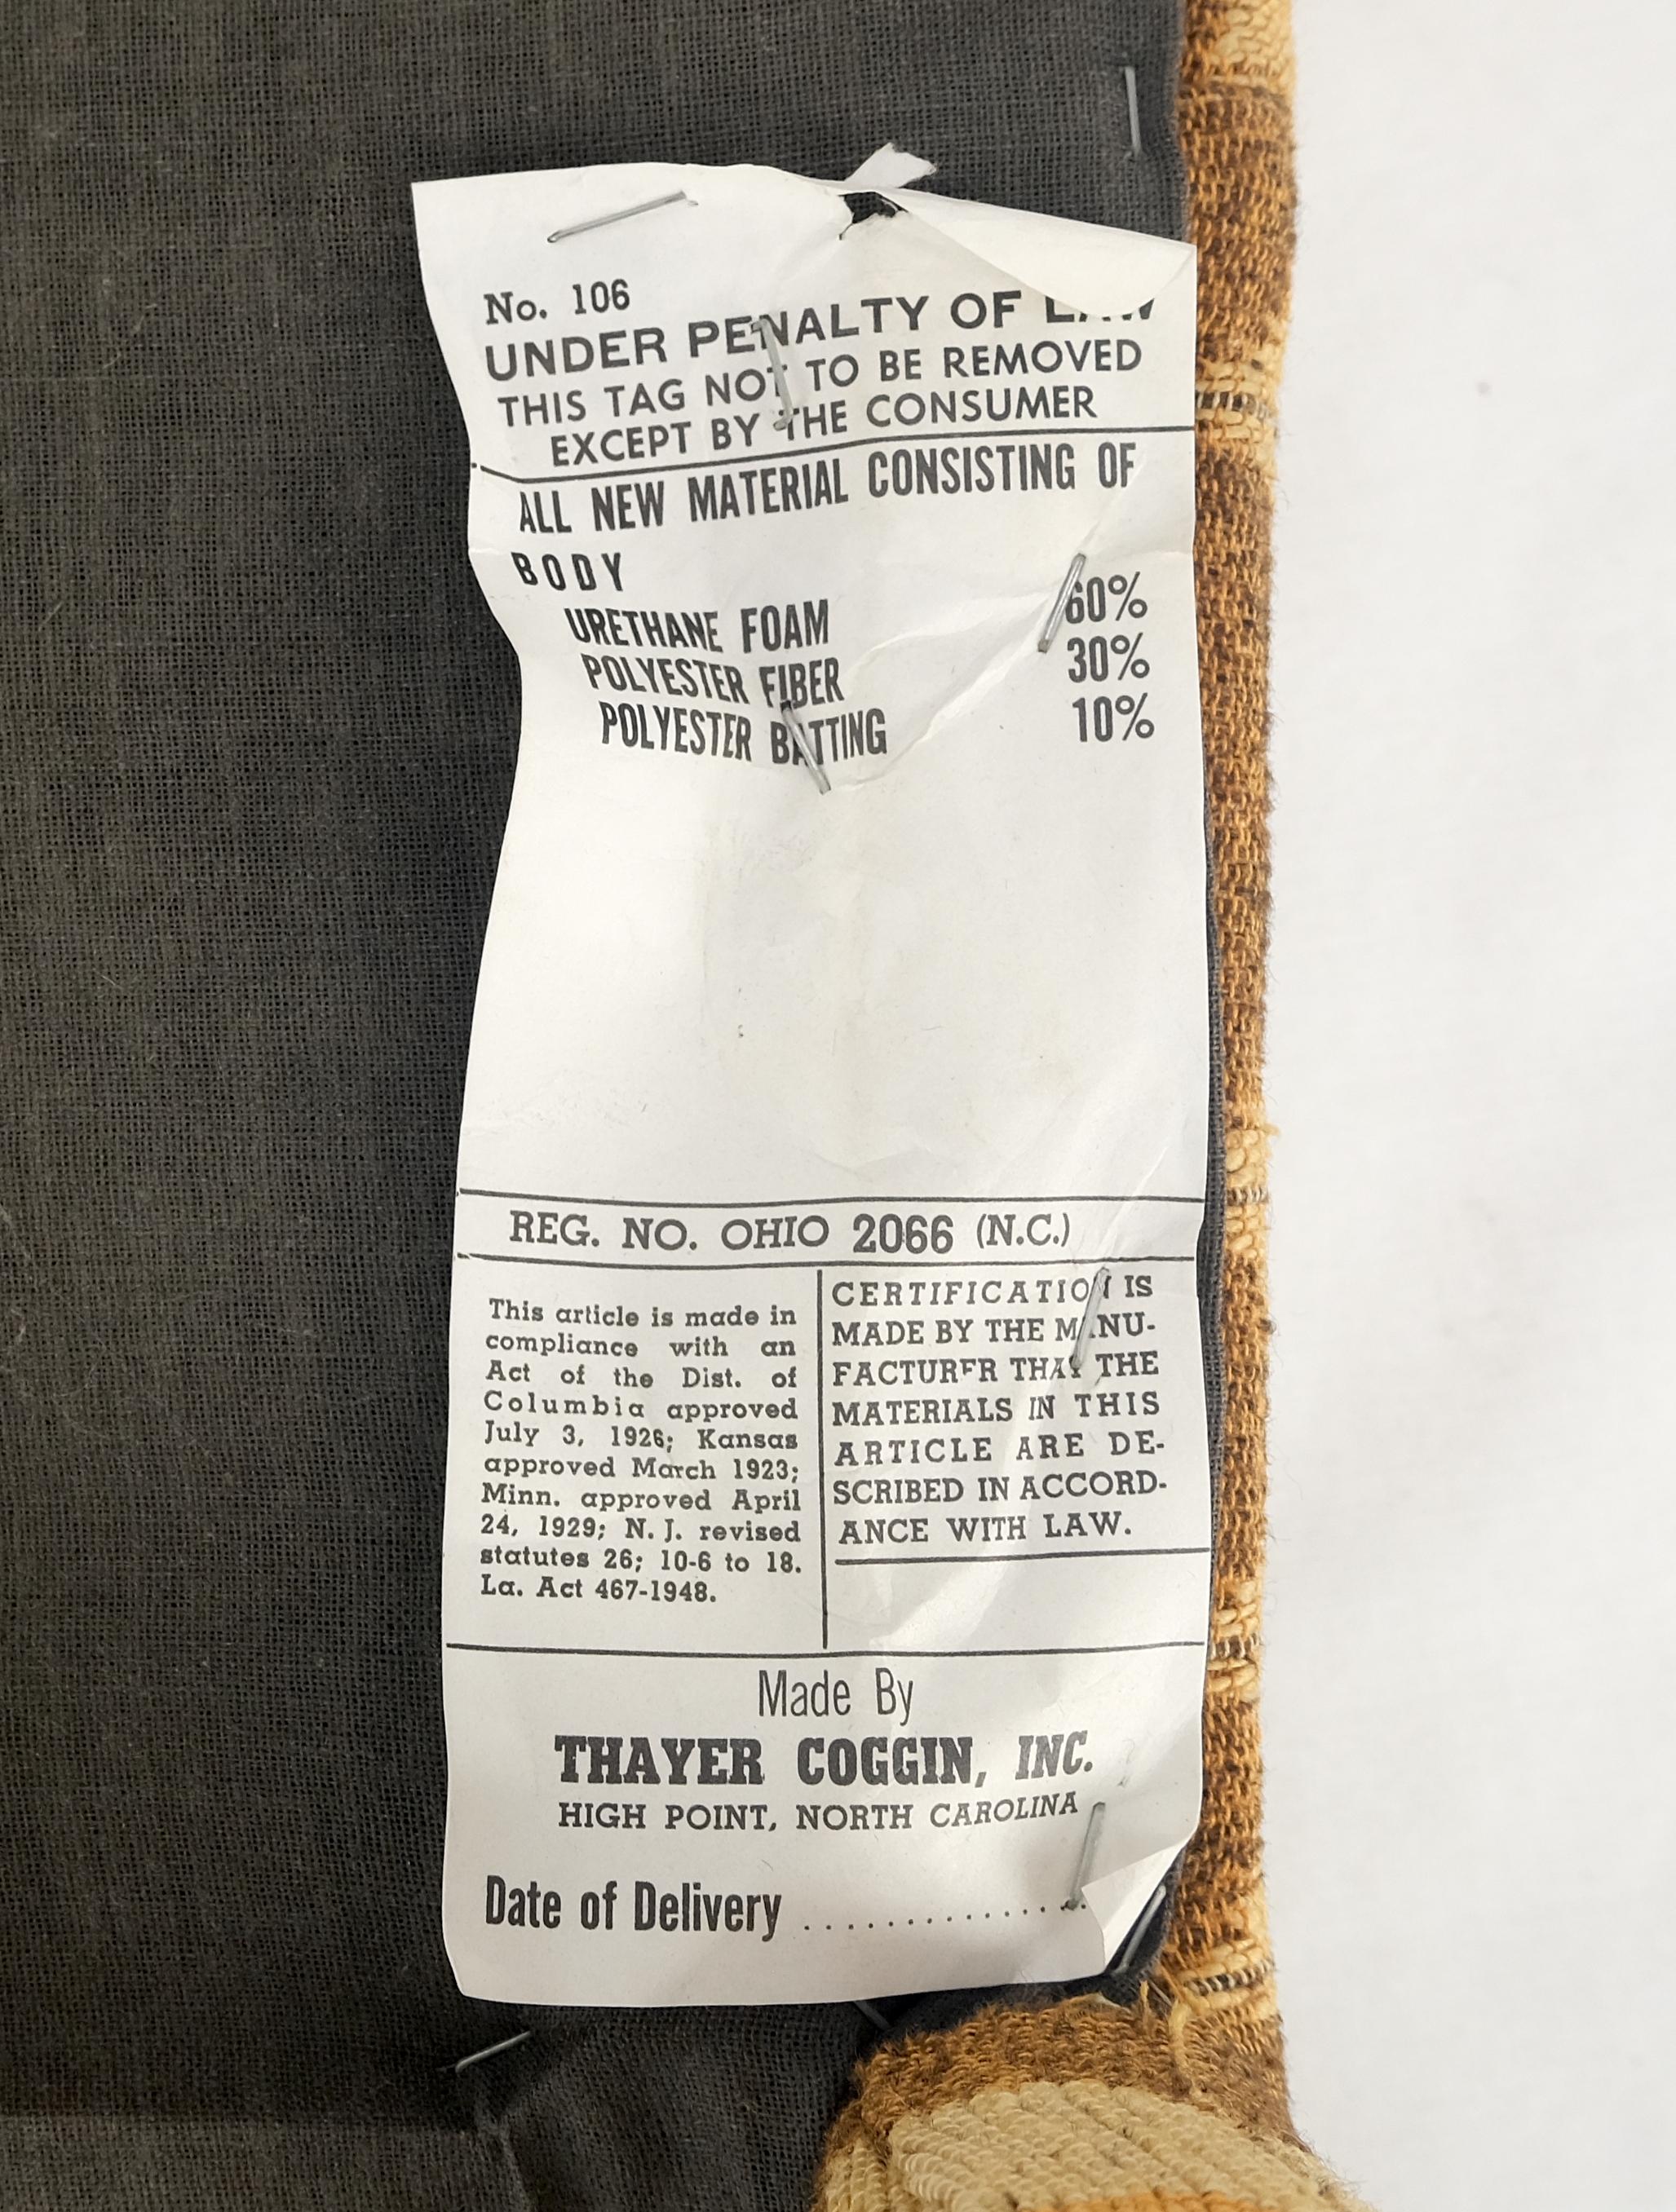 No. 106
UNDER PENALTY OF LAW
THIS TAG NOT TO BE REMOVED
EXCEPT BY THE CONSUMER
ALL NEW MATERIAL CONSISTING OF
BODY
URETHANE FOAM 60%
POLYESTER FIBER 30%
POLYESTER BATTING 10%
REG. NO. OHIO 2066 (N.C.)
This article is made in
compliance with an
Act of the Dist. of
Columbia approved
July 3, 1926; Kansas
approved March 1923;
Minn. approved April
24, 1929; N. J. revised
statutes 26; 10-6 to 18.
La. Act 467-1948.
CERTIFICATION IS
MADE BY THE MANU-
FACTURER THAT THE
MATERIALS IN THIS
ARTICLE ARE DE-
SCRIBED IN ACCORD-
ANCE WITH LAW.
Made By
THAYER COGGIN, INC.
HIGH POINT, NORTH CAROLINA
Date of Delivery ................